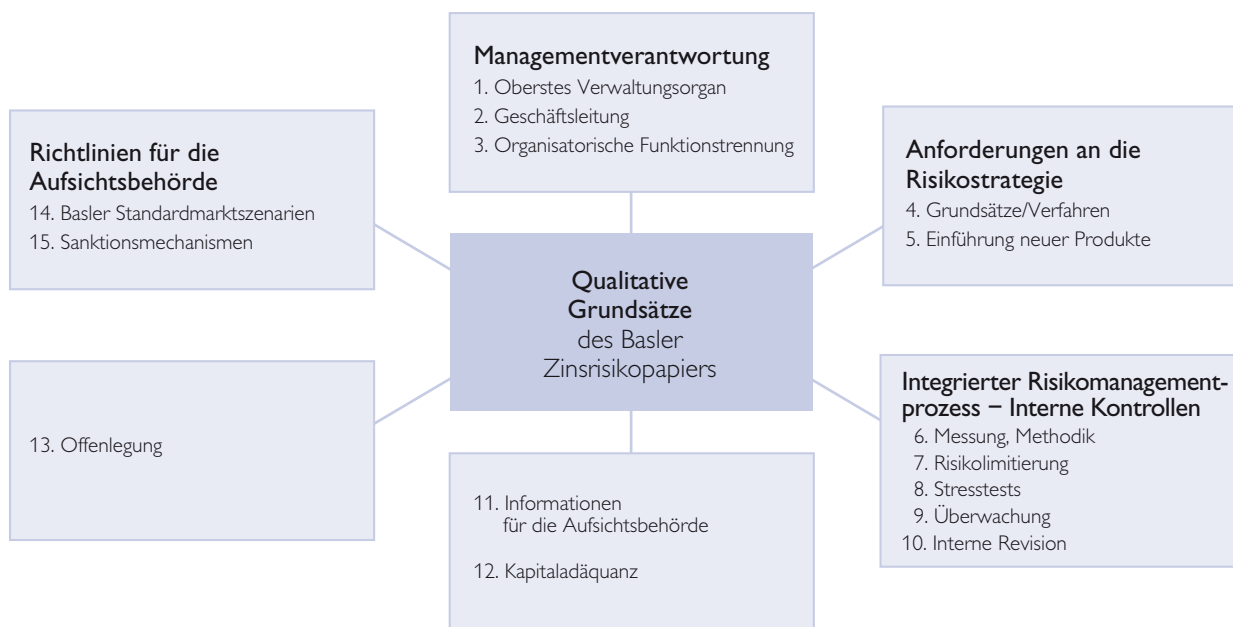 Managementverantwortung
1. Oberstes Verwaltungsorgan
2. Geschäftsleitung
3. Organisatorische Funktionstrennung
Richtlinien für die
Aufsichtsbehörde
14. Basler Standardmarktszenarien
15. Sanktionsmechanismen
Anforderungen an die
Risikostrategie
4. Grundsätze/Verfahren
5. Einführung neuer Produkte
Qualitative
Grundsätze
des Basler
Zinsrisikopapiers
13. Offenlegung
Integrierter Risikomanagement-
prozess – Interne Kontrollen
6. Messung, Methodik
7. Risikolimitierung
8. Stresstests
9. Überwachung
10. Interne Revision
11. Informationen
für die Aufsichtsbehörde
12. Kapitaladäquanz